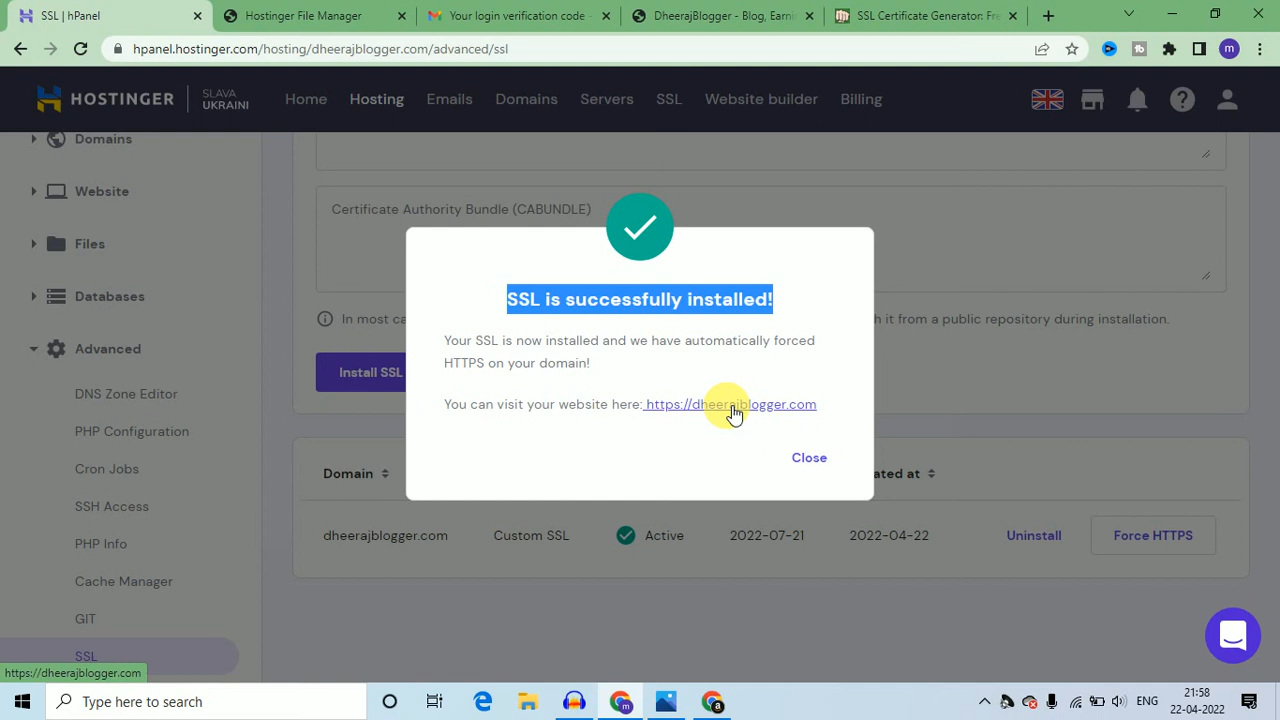 SSL | hPanel
Hostinger File Manager
Your login verification code -
DheerajBlogger - Blog, Earni
SSL Certificate Generator: Fre
hpanel.hostinger.com/hosting/dheerajblogger.com/advanced/ssl
m
HOSTINGER
SLAVA
UKRAINI
Home
Hosting
Emails
Domains
Servers
SSL
Website builder
Billing
Domains
Website
Files
Databases
Advanced
DNS Zone Editor
PHP Configuration
Cron Jobs
SSH Access
PHP Info
Cache Manager
GIT
SSL
Certificate Authority Bundle (CABUNDLE)
In most ca
h it from a public repository during installation.
Install SSL
SSL is successfully installed!
Your SSL is now installed and we have automatically forced
HTTPS on your domain!
You can visit your website here: https://dheerajblogger.com
Close
Domain
ated at
dheerajblogger.com Custom SSL Active 2022-07-21 2022-04-22 Uninstall Force HTTPS
https://dheerajblogger.com
Type here to search
ENG
21:58
22-04-2022